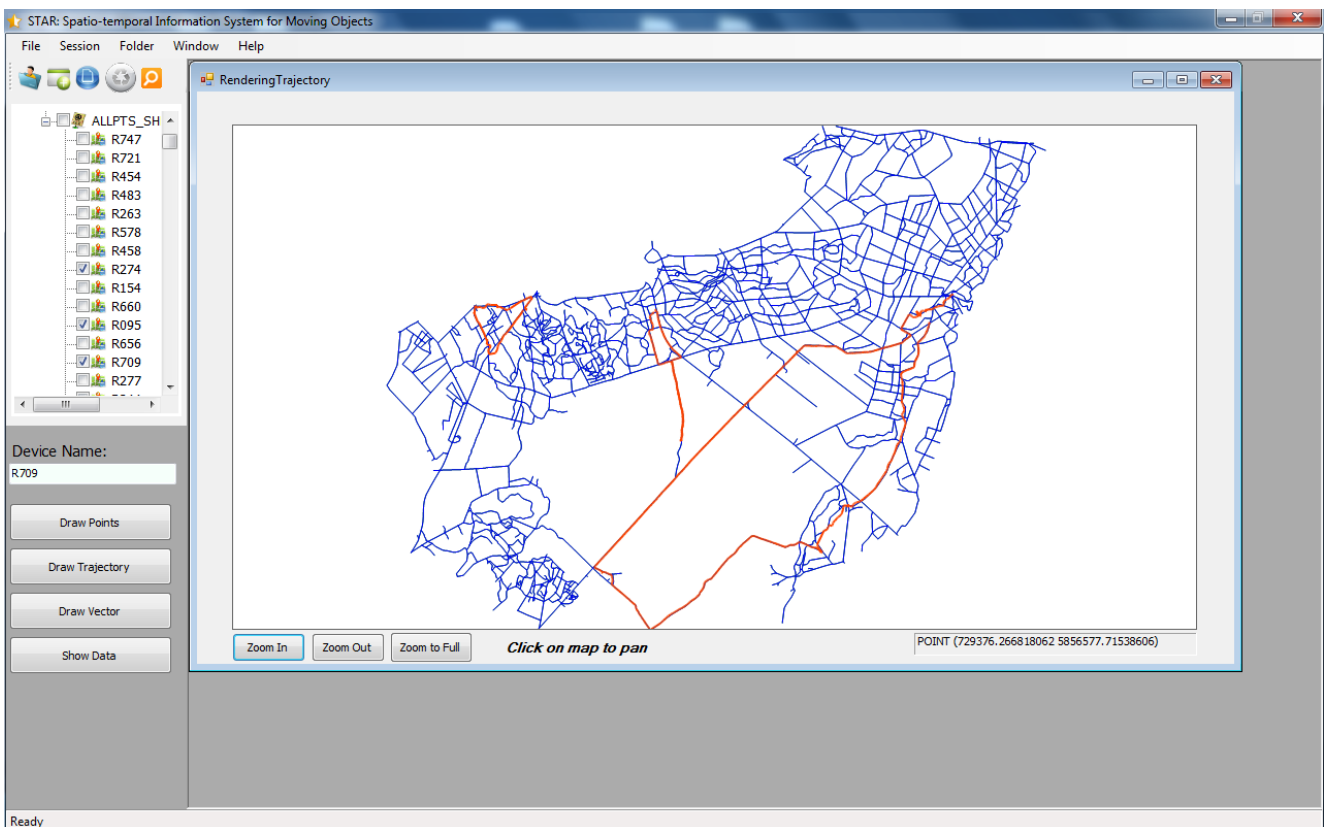 STAR: Spatio-temporal Information System for Moving Objects
File Session Folder Window Help
RenderingTrajectory
ALLPTS_SH
R747
R721
R454
R483
R263
R578
R458
R274
R154
R660
R095
R656
R709
R277
Device Name:
R709
Draw Points
Draw Trajectory
Draw Vector
Show Data
Zoom In Zoom Out Zoom to Full Click on map to pan POINT (729376.266818062 5856577.71538606)
Ready